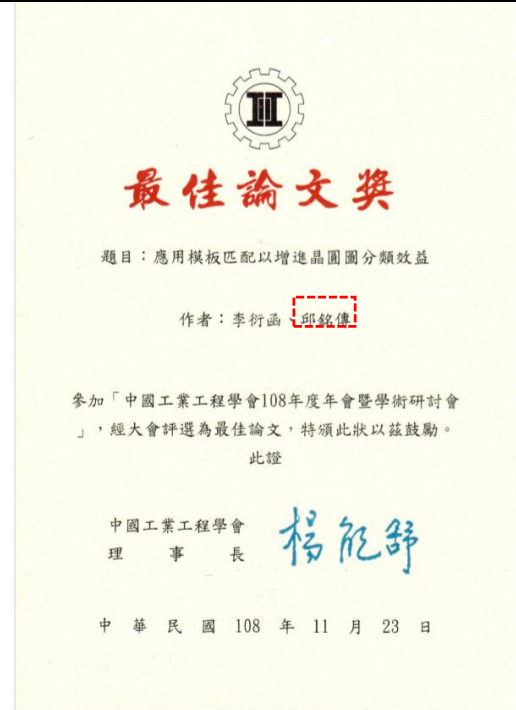 最佳論文獎
題目：應用模板匹配以增進晶圓圖分類效益
作者：李衍函、邱銘傳
參加「中國工業工程學會108年度年會暨學術研討會
」，經大會評選為最佳論文，特頒此狀以茲鼓勵。
此證
中國工業工程學會
理事長 楊能舒
中華民國 108 年 11 月 23 日